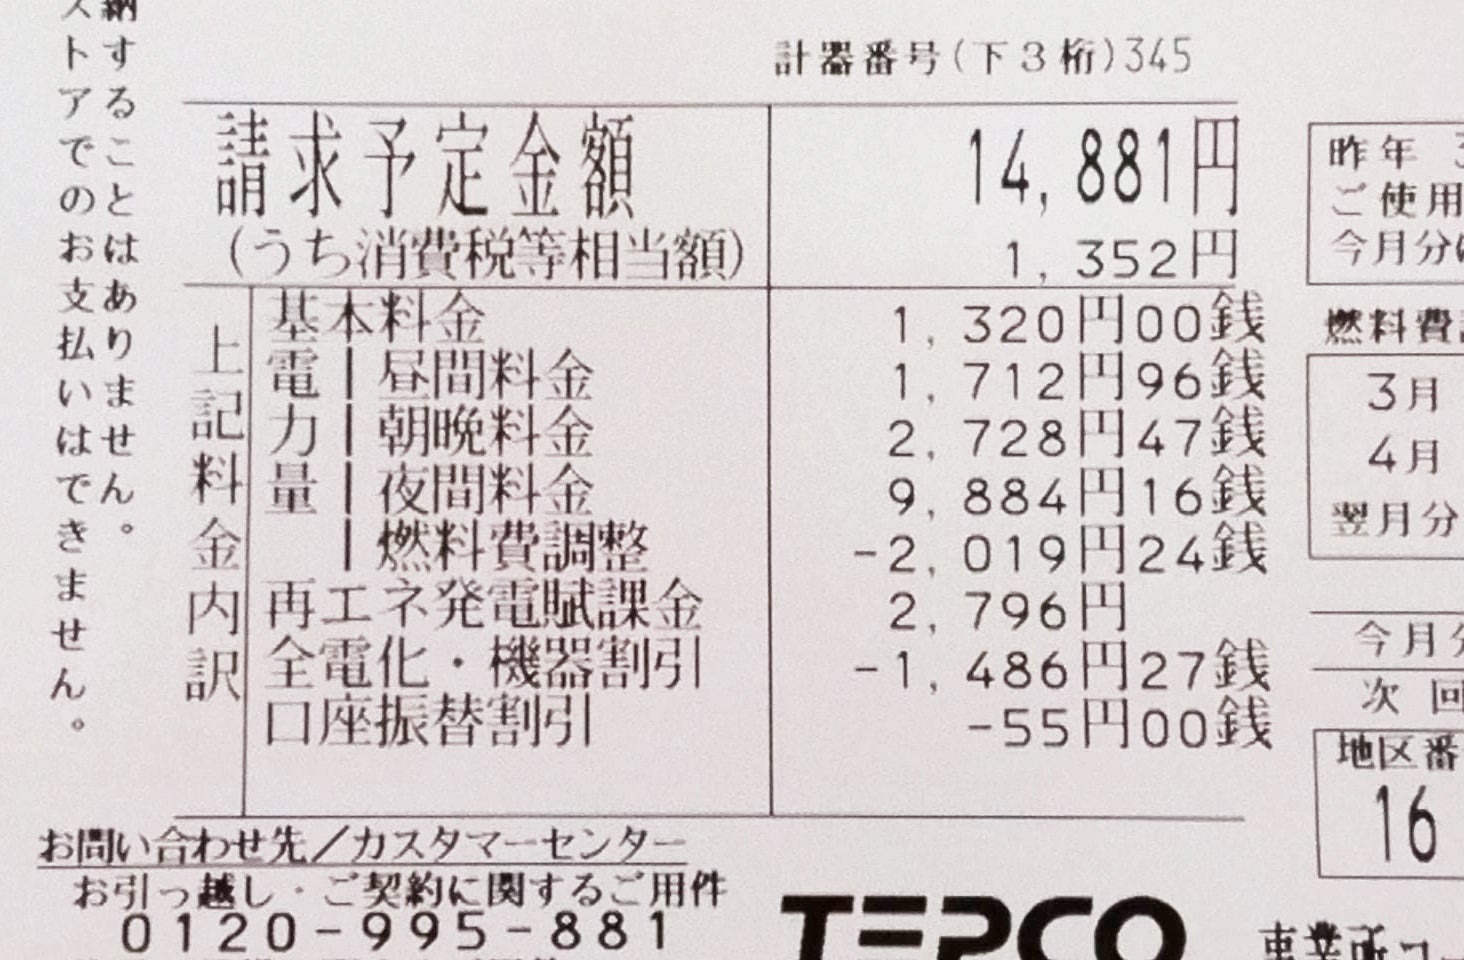 納することはありません。
ストアでのお支払いはできません。
計器番号(下3桁)345
請求予定金額 14,881円
(うち消費税等相当額) 1,352円
上記料金内訳
基本料金 1,320円00銭
電力量
昼間料金 1,712円96銭
朝晩料金 2,728円47銭
夜間料金 9,884円16銭
燃料費調整 -2,019円24銭
再エネ発電賦課金 2,796円
全電化・機器割引 -1,486円27銭
口座振替割引 -55円00銭
お問い合わせ先/カスタマーセンター
お引っ越し・ご契約に関するご用件
0120-995-881
TEPCO
昨年
ご使用
今月分
燃料費
3月
4月
翌月分
今月
次回
地区番
16
事業所コー